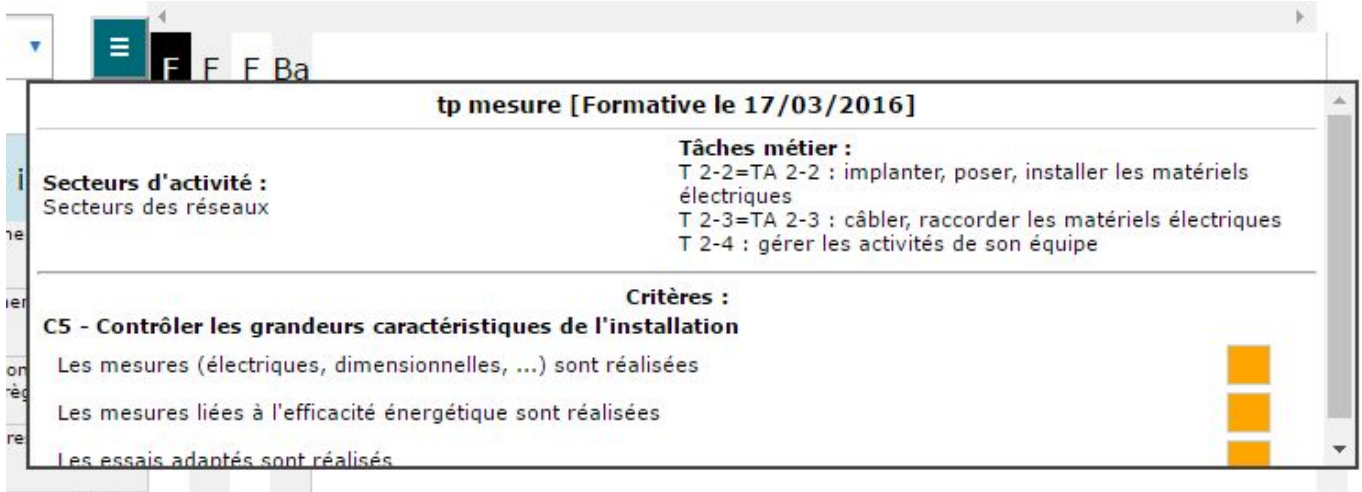 F F F Ba
tp mesure [Formative le 17/03/2016]
Secteurs d'activité :
Secteurs des réseaux
Tâches métier :
T 2-2=TA 2-2 : implanter, poser, installer les matériels
électriques
T 2-3=TA 2-3 : câbler, raccorder les matériels électriques
T 2-4 : gérer les activités de son équipe
Critères :
C5 - Contrôler les grandeurs caractéristiques de l'installation
Les mesures (électriques, dimensionnelles, ...) sont réalisées
Les mesures liées à l'efficacité énergétique sont réalisées
Les essais adaptés sont réalisés